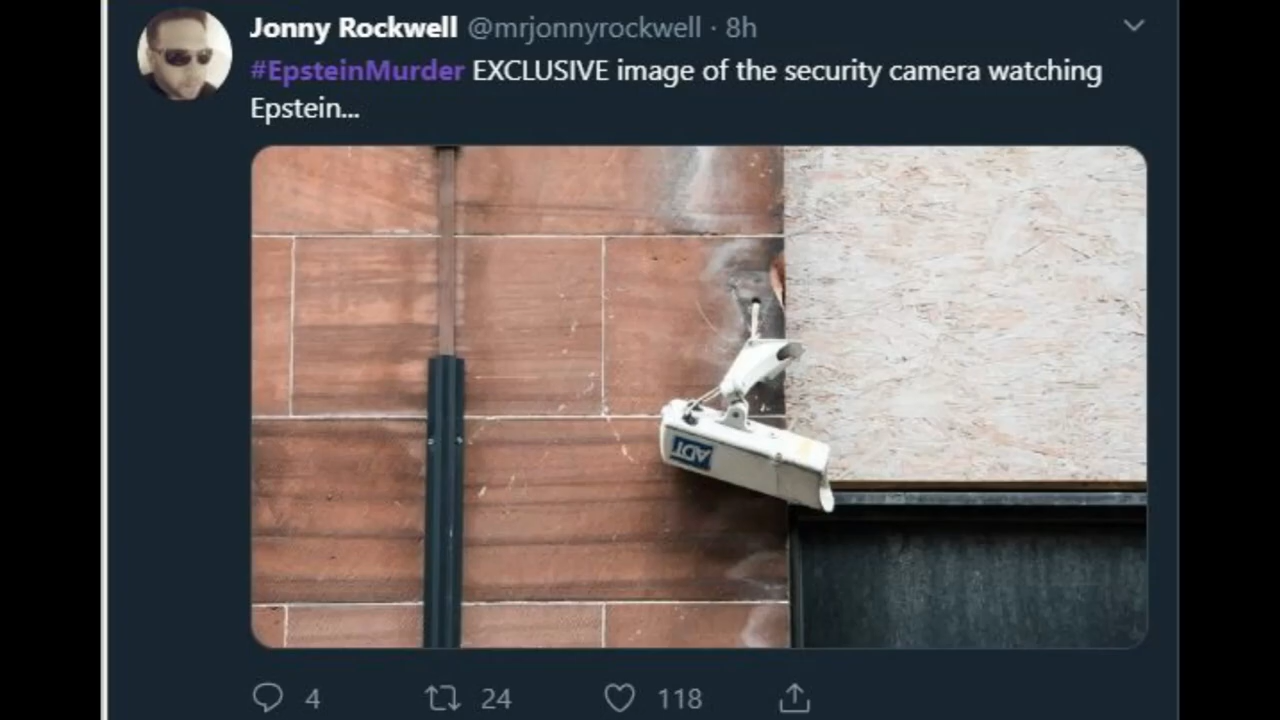 Jonny Rockwell @mrjonnyrockwell · 8h
#EpsteinMurder EXCLUSIVE image of the security camera watching
Epstein...
ADT
4 24 118